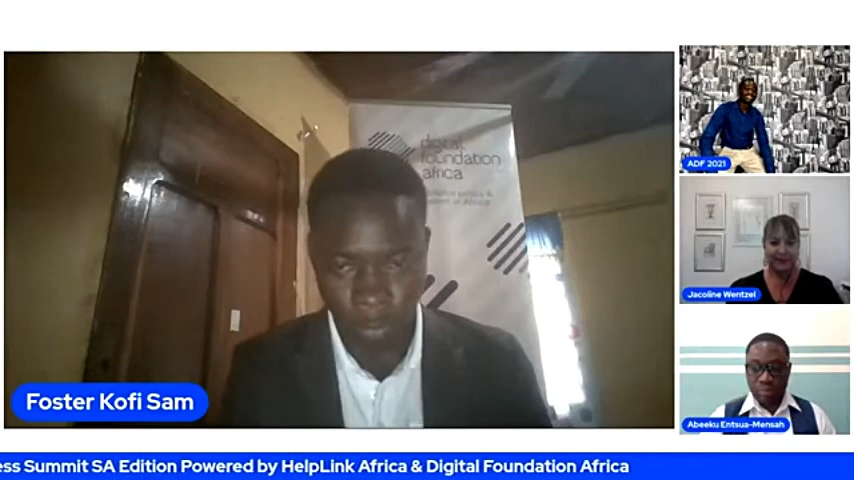 digital
foundation
africa
Foster Kofi Sam
ADF 2021
Jacoline Wentzel
Abeeku Entsua-Mensah
ess Summit SA Edition Powered by HelpLink Africa & Digital Foundation Africa